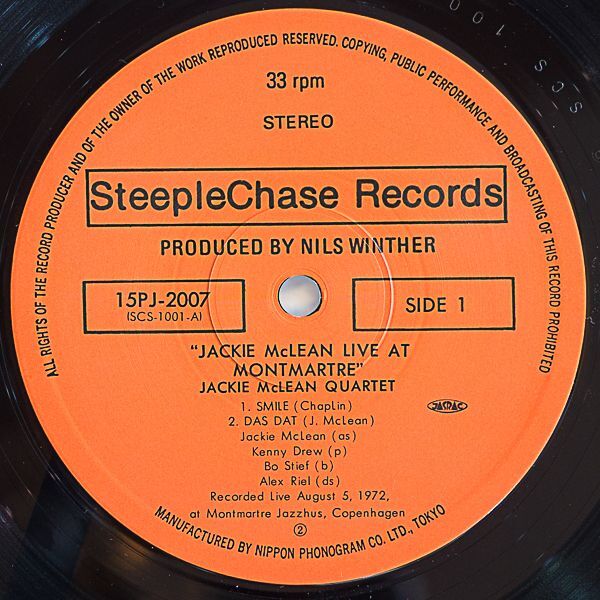 ALL RIGHTS OF THE RECORD PRODUCER AND OF THE OWNER OF THE WORK REPRODUCED RESERVED. COPYING, PUBLIC PERFORMANCE AND BROADCASTING OF THIS RECORD PROHIBITED
33 rpm
STEREO
SteepleChase Records
PRODUCED BY NILS WINTHER
15PJ-2007
(SCS-1001-A)
SIDE 1
“JACKIE McLEAN LIVE AT
MONTMARTRE”
JACKIE McLEAN QUARTET
1. SMILE (Chaplin)
2. DAS DAT (J. McLean)
JASRAC
Jackie McLean (as)
Kenny Drew (p)
Bo Stief (b)
Alex Riel (ds)
Recorded Live August 5, 1972,
at Montmartre Jazzhus, Copenhagen
②
MANUFACTURED BY NIPPON PHONOGRAM CO. LTD., TOKYO